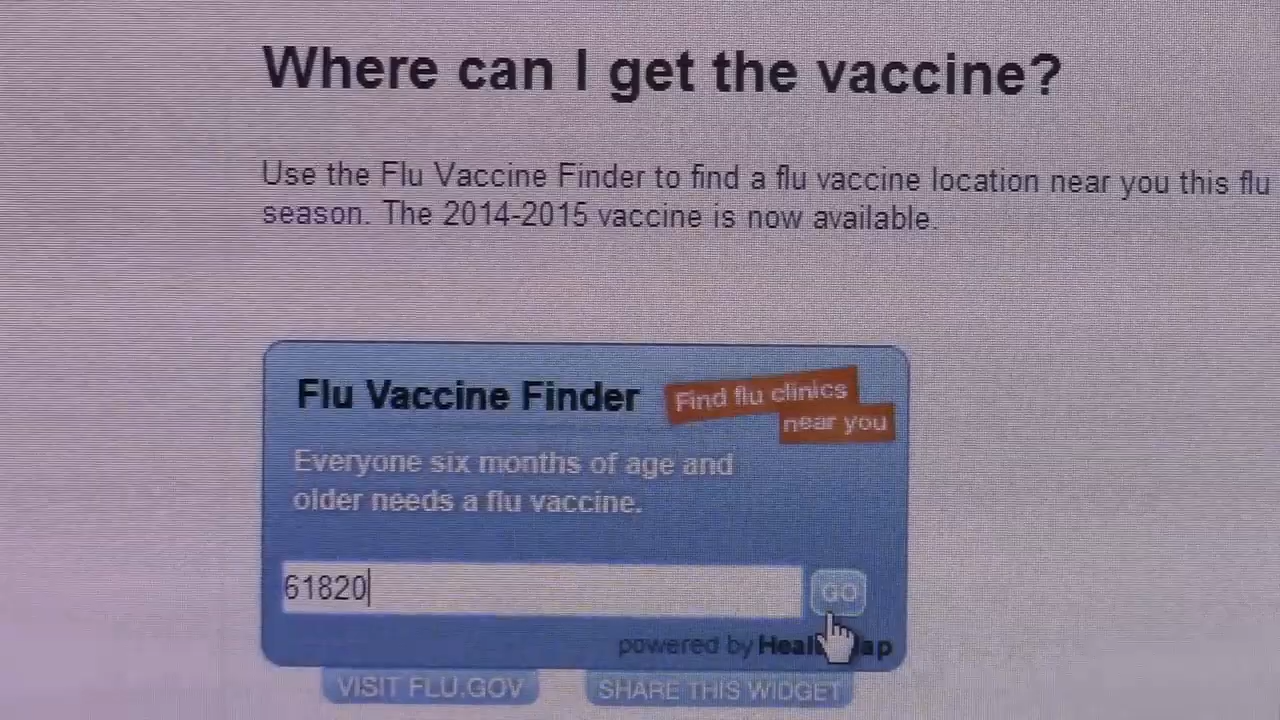 Where can I get the vaccine?
Use the Flu Vaccine Finder to find a flu vaccine location near you this flu
season. The 2014-2015 vaccine is now available.
Flu Vaccine Finder
Find flu clinics
near you
Everyone six months of age and
older needs a flu vaccine.
61820
GO
powered by
VISIT FLU.GOV
SHARE THIS WIDGET